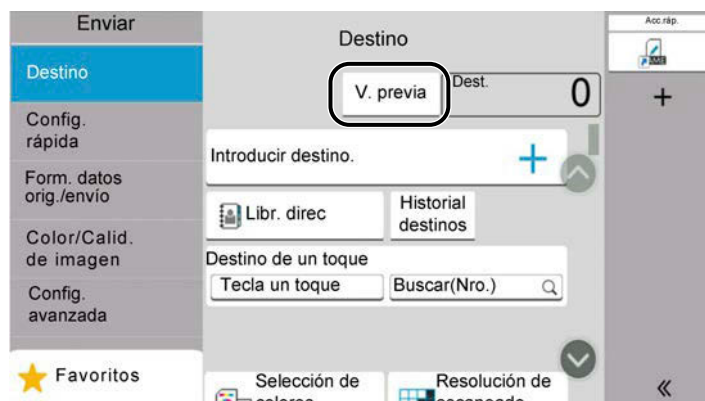 Enviar
Destino
Config.
rápida
Form. datos
orig./envío
Color/Calid.
de imagen
Config.
avanzada
Favoritos
Destino
V. previa
Dest.
0
Introducir destino.
Libr. direc
Historial
destinos
Destino de un toque
Tecla un toque
Buscar(Nro.)
Selección de
colores
Resolución de
escaneado
Acc.ráp.